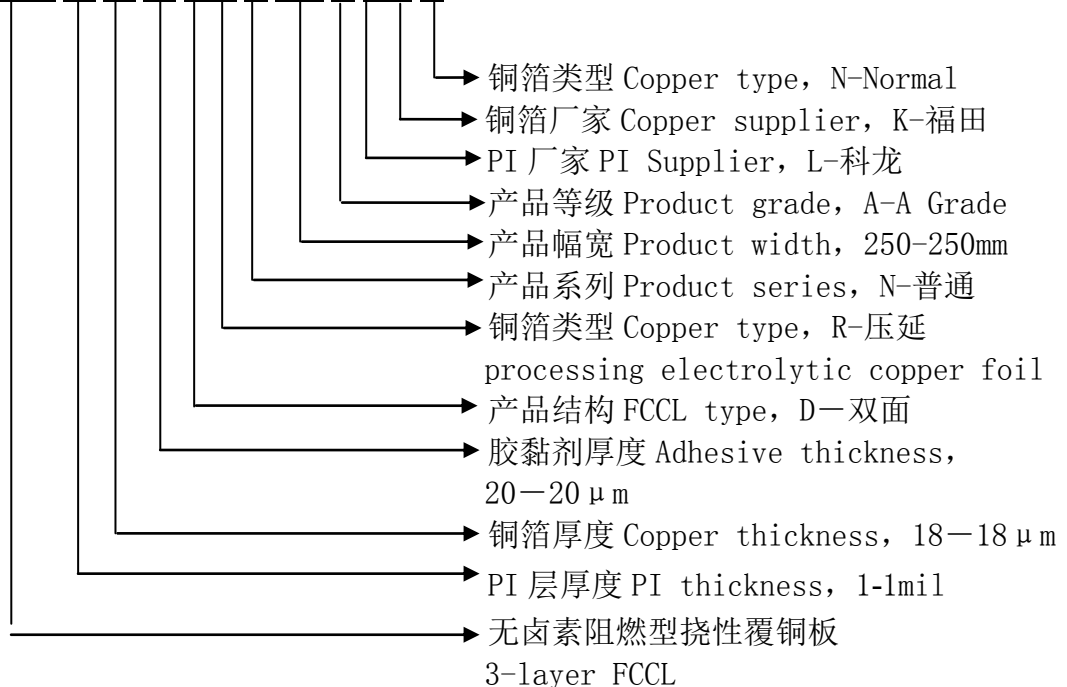 铜箔类型 Copper type，N-Normal
铜箔厂家 Copper supplier，K-福田
PI 厂家 PI Supplier，L-科龙
产品等级 Product grade，A-A Grade
产品幅宽 Product width，250-250mm
产品系列 Product series，N-普通
铜箔类型 Copper type，R-压延
processing electrolytic copper foil
产品结构 FCCL type，D－双面
胶黏剂厚度 Adhesive thickness，
20－20μm
铜箔厚度 Copper thickness，18－18μm
PI 层厚度 PI thickness，1-1mil
无卤素阻燃型挠性覆铜板
3-layer FCCL